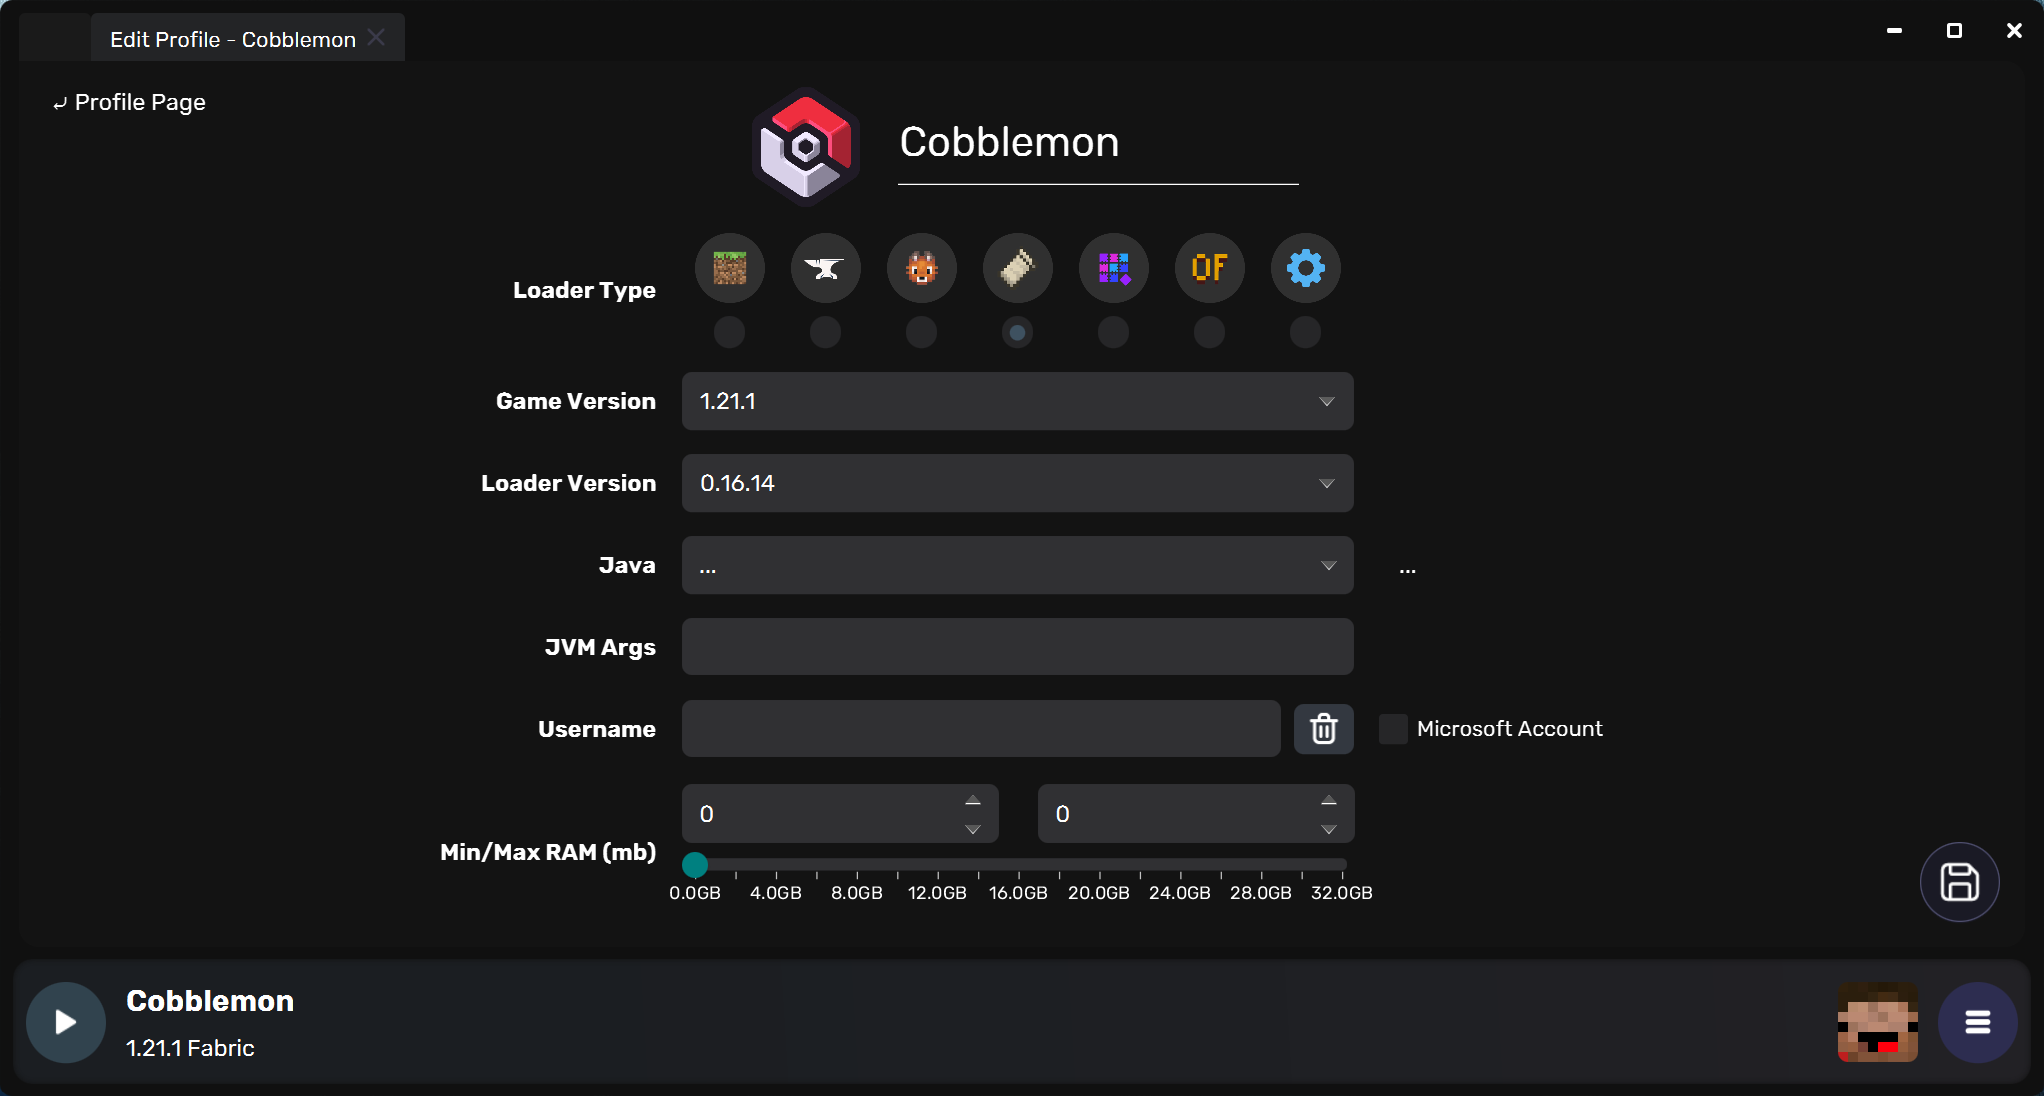 Edit Profile - Cobblemon
Profile Page
Cobblemon
Loader Type
OF
Game Version
1.21.1
Loader Version
0.16.14
Java
...
...
JVM Args
Username
Microsoft Account
Min/Max RAM (mb)
0
0
0.0GB 4.0GB 8.0GB 12.0GB 16.0GB 20.0GB 24.0GB 28.0GB 32.0GB
Cobblemon
1.21.1 Fabric